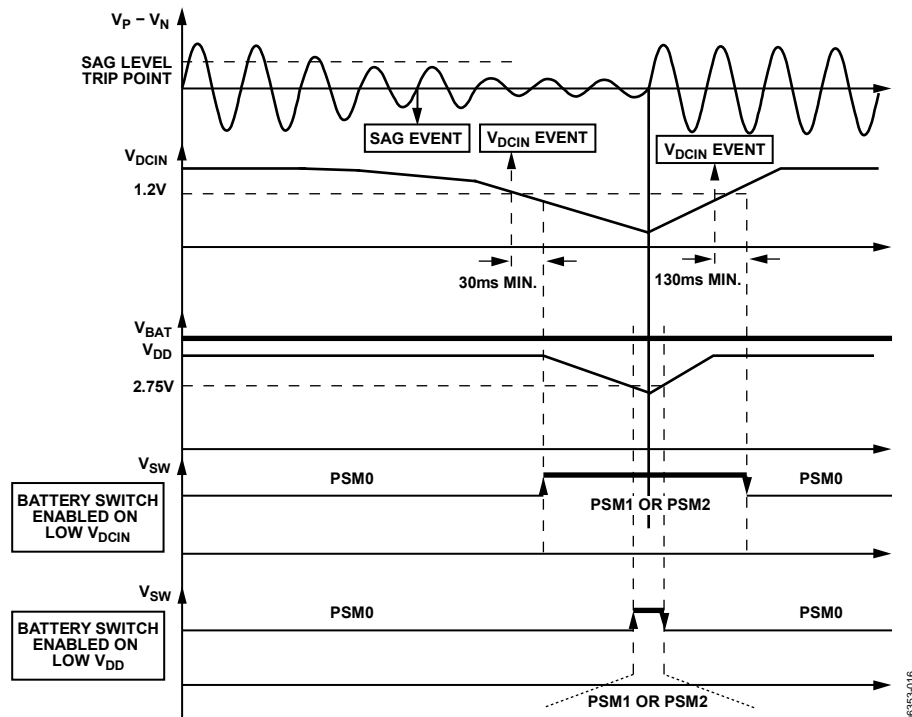 VP − VN
SAG LEVEL
TRIP POINT
SAG EVENT
VDCIN EVENT
VDCIN EVENT
VDCIN
1.2V
30ms MIN.
130ms MIN.
VBAT
VDD
2.75V
VSW
PSM0
PSM0
BATTERY SWITCH
ENABLED ON
LOW VDCIN
PSM1 OR PSM2
VSW
PSM0
PSM0
BATTERY SWITCH
ENABLED ON
LOW VDD
PSM1 OR PSM2
06353-016